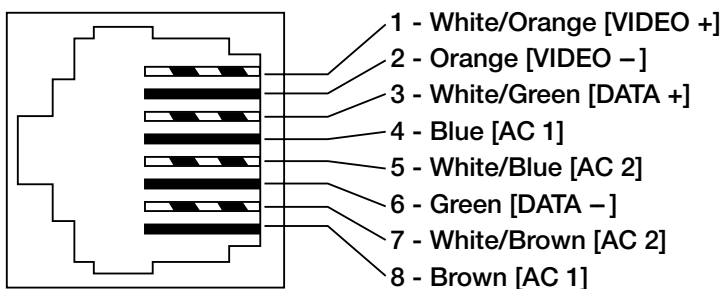 1 - White/Orange [VIDEO +]
2 - Orange [VIDEO –]
3 - White/Green [DATA +]
4 - Blue [AC 1]
5 - White/Blue [AC 2]
6 - Green [DATA –]
7 - White/Brown [AC 2]
8 - Brown [AC 1]